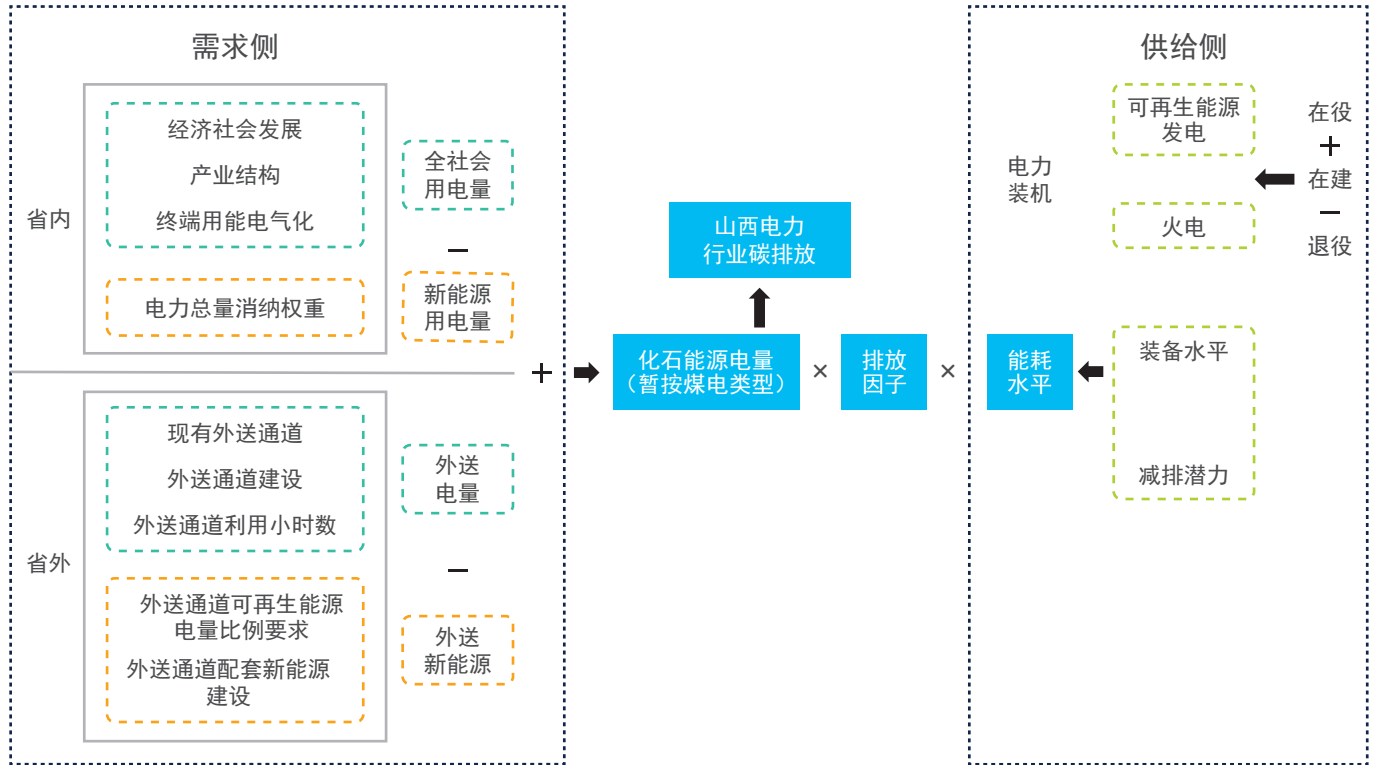 需求侧
省内
经济社会发展
产业结构
终端用能电气化
电力总量消纳权重
全社会
用电量
—
新能源
用电量
省外
现有外送通道
外送通道建设
外送通道利用小时数
外送通道可再生能源
电量比例要求
外送通道配套新能源
建设
外送
电量
—
外送
新能源
+
山西电力
行业碳排放
化石能源电量
（暂按煤电类型）
×
排放
因子
×
能耗
水平
供给侧
电力
装机
可再生能源
发电
火电
在役
+
在建
—
退役
装备水平
减排潜力